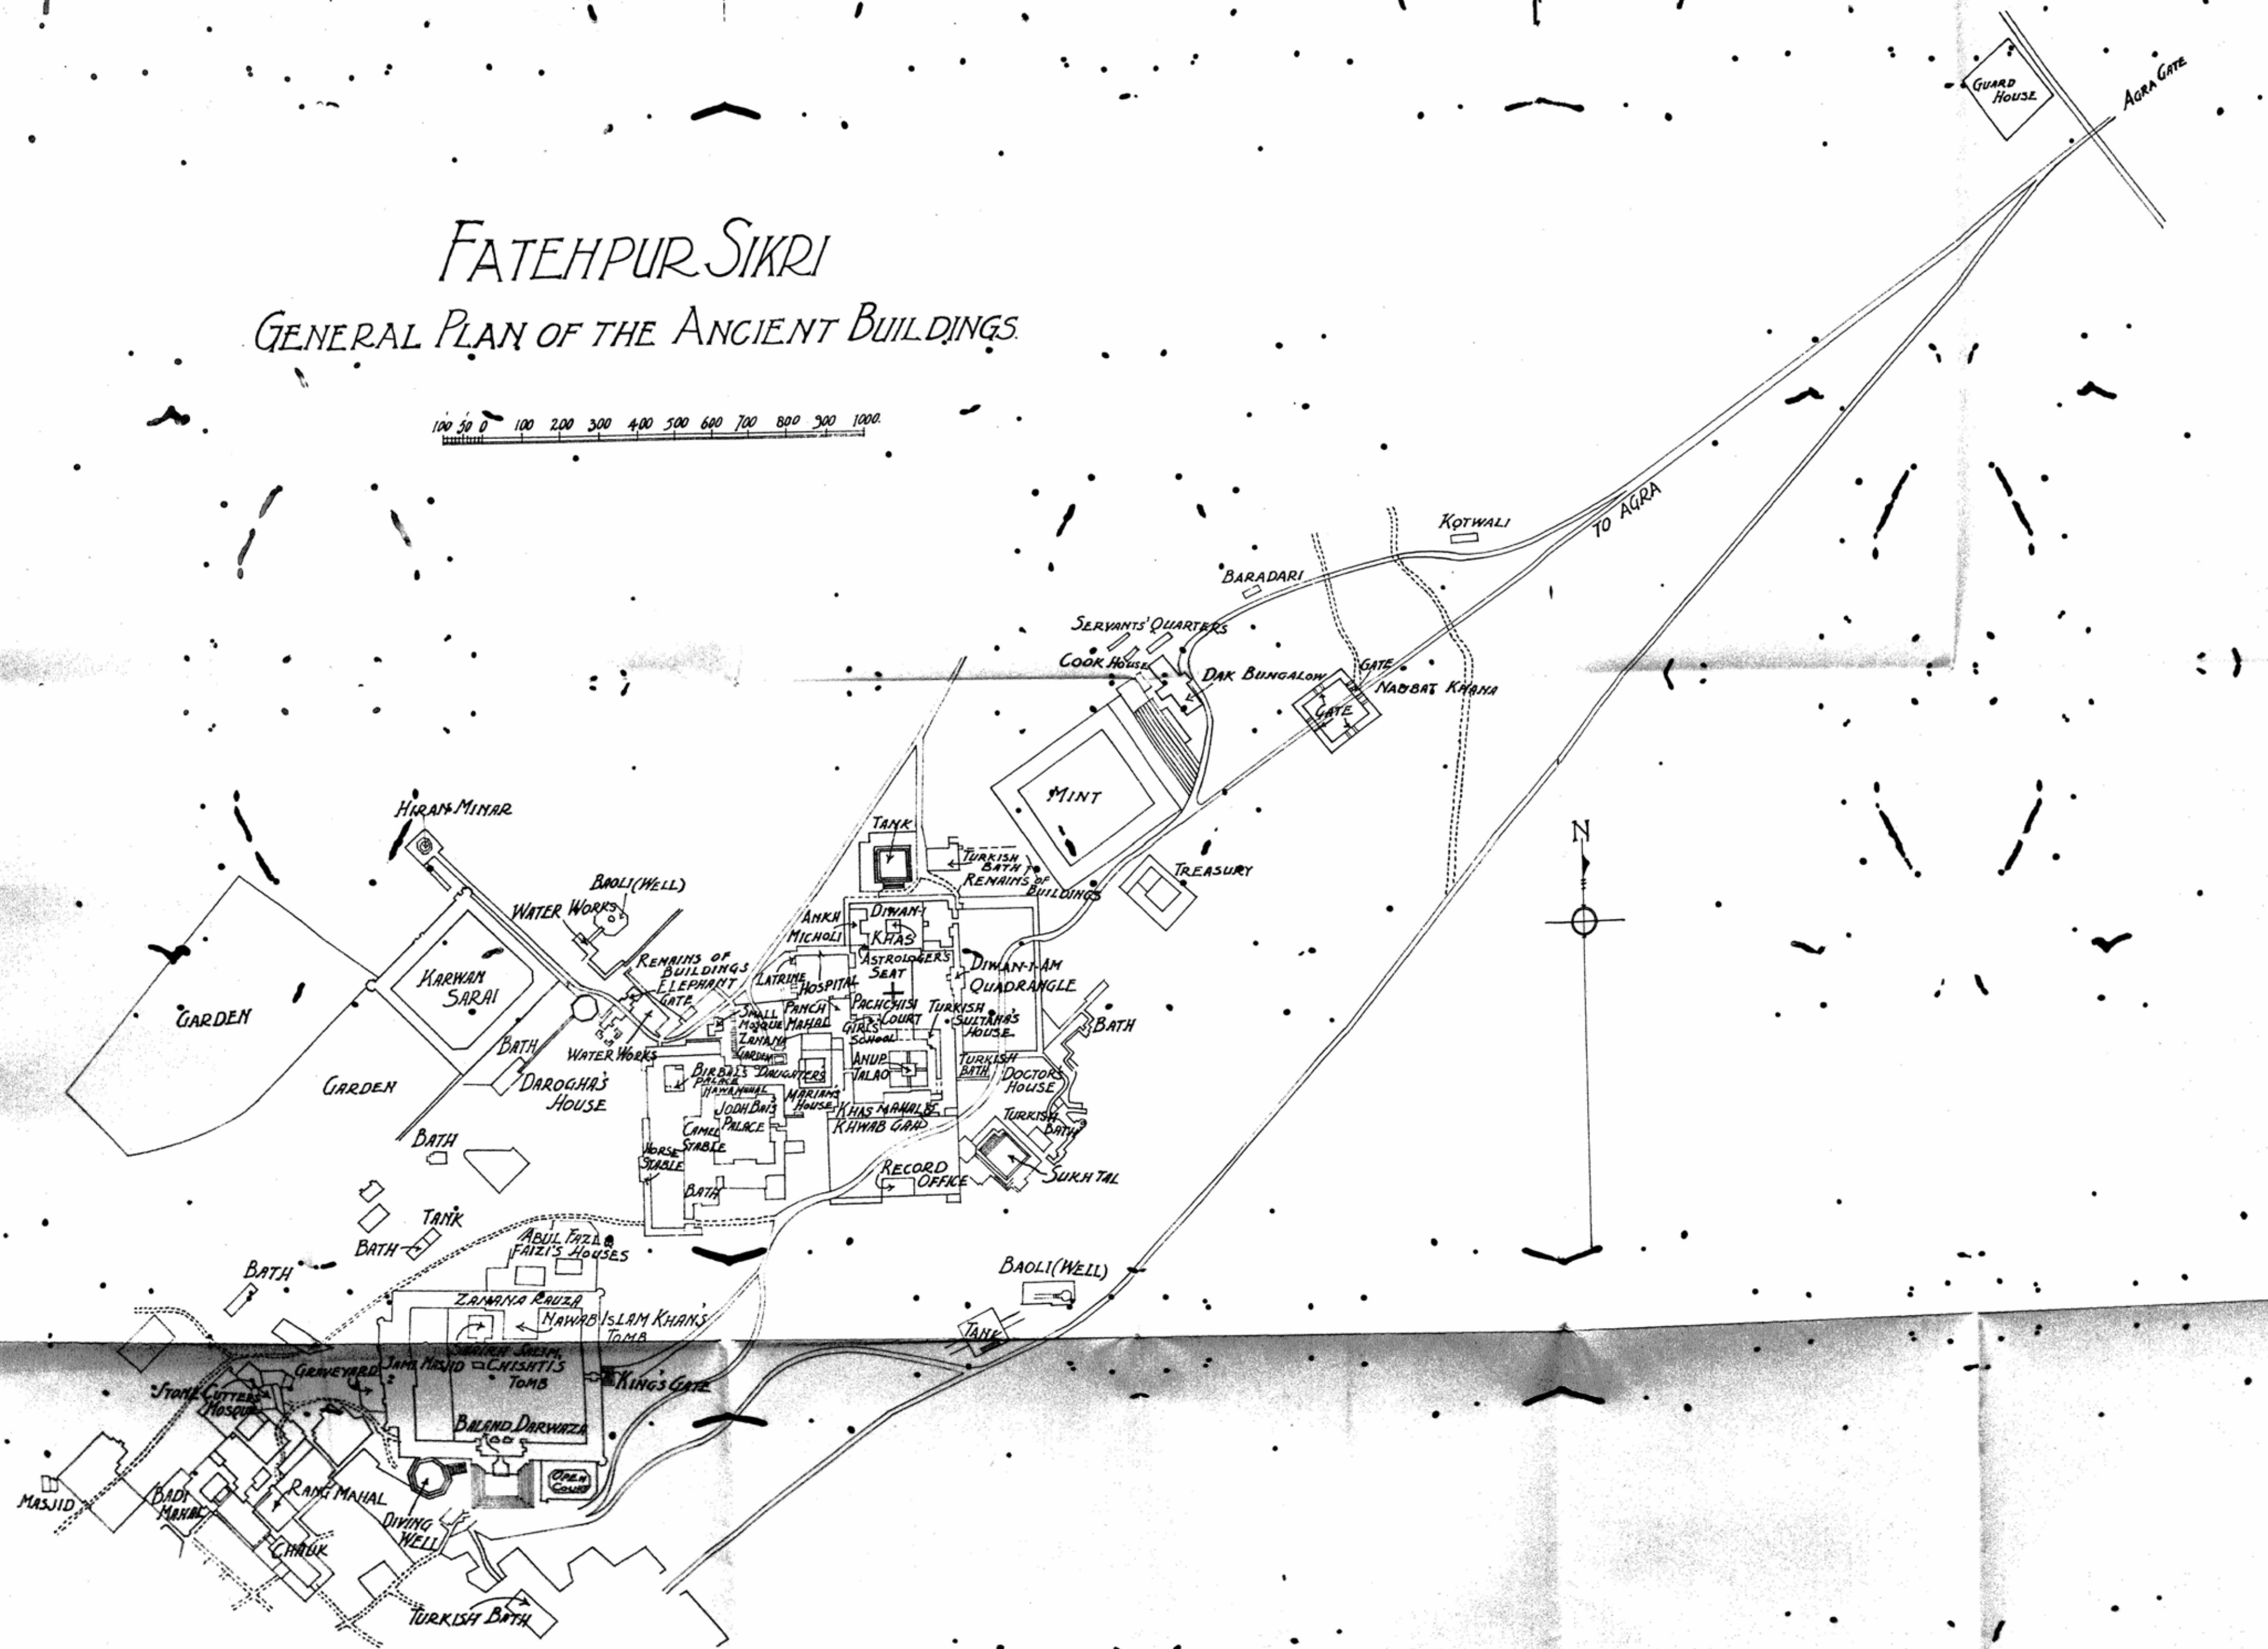 FATEHPUR SIKRI
GENERAL PLAN OF THE ANCIENT BUILDINGS.
100 50 0 100 200 300 400 500 600 700 800 900 1000.
GUARD
HOUSE
AGRA GATE
TO AGRA
KOTWALI
BARADARI
SERVANTS' QUARTERS
COOK HOUSE
DAK BUNGALOW
GATE
NAUBAT KHANA
GATE
MINT
TREASURY
N
HIRAN MINAR
TANK
TURKISH
BATH
REMAINS OF
BUILDINGS
BAOLI (WELL)
WATER WORKS
ANKH
MICHOLI
DIWAN-I
KHAS
ASTROLOGER'S
SEAT
DIWAN-I-AM
QUADRANGLE
REMAINS OF
BUILDINGS
ELEPHANT
GATE
LATRINE
HOSPITAL
KARWAN
SARAI
GARDEN
GARDEN
BATH
DAROGHA'S
HOUSE
WATER WORKS
SMALL
MOSQUE
PANCH
MAHAL
PACHCHISI
COURT
GIRLS
SCHOOL
TURKISH
SULTANA'S
HOUSE
BATH
ZANANA
GARDEN
ANUP
TALAO
TURKISH
BATH
DOCTOR'S
HOUSE
BIRBAL'S DAUGHTER'S
PALACE
HAWA MAHAL
MARIAM'S
HOUSE
JODH BAI'S
PALACE
KHAS MAHAL &
KHWAB GAH
CAMEL
STABLE
HORSE
STABLE
BATH
TURKISH
BATH
SUKH TAL
RECORD
OFFICE
BATH
TANK
BATH
BATH
ABUL FAZL &
FAIZI'S HOUSES
BAOLI (WELL)
TANK
ZANANA RAUZA
NAWAB ISLAM KHAN'S
TOMB
SHAIKH SALIM
CHISHTI'S
TOMB
JAMI MASJID
GRAVEYARD
KING'S GATE
STONE CUTTERS
MOSQUE
BALAND DARWAZA
OPEN
COURT
MASJID
BADI
MAHAL
RANG MAHAL
DIVING
WELL
CHAUK
TURKISH BATH